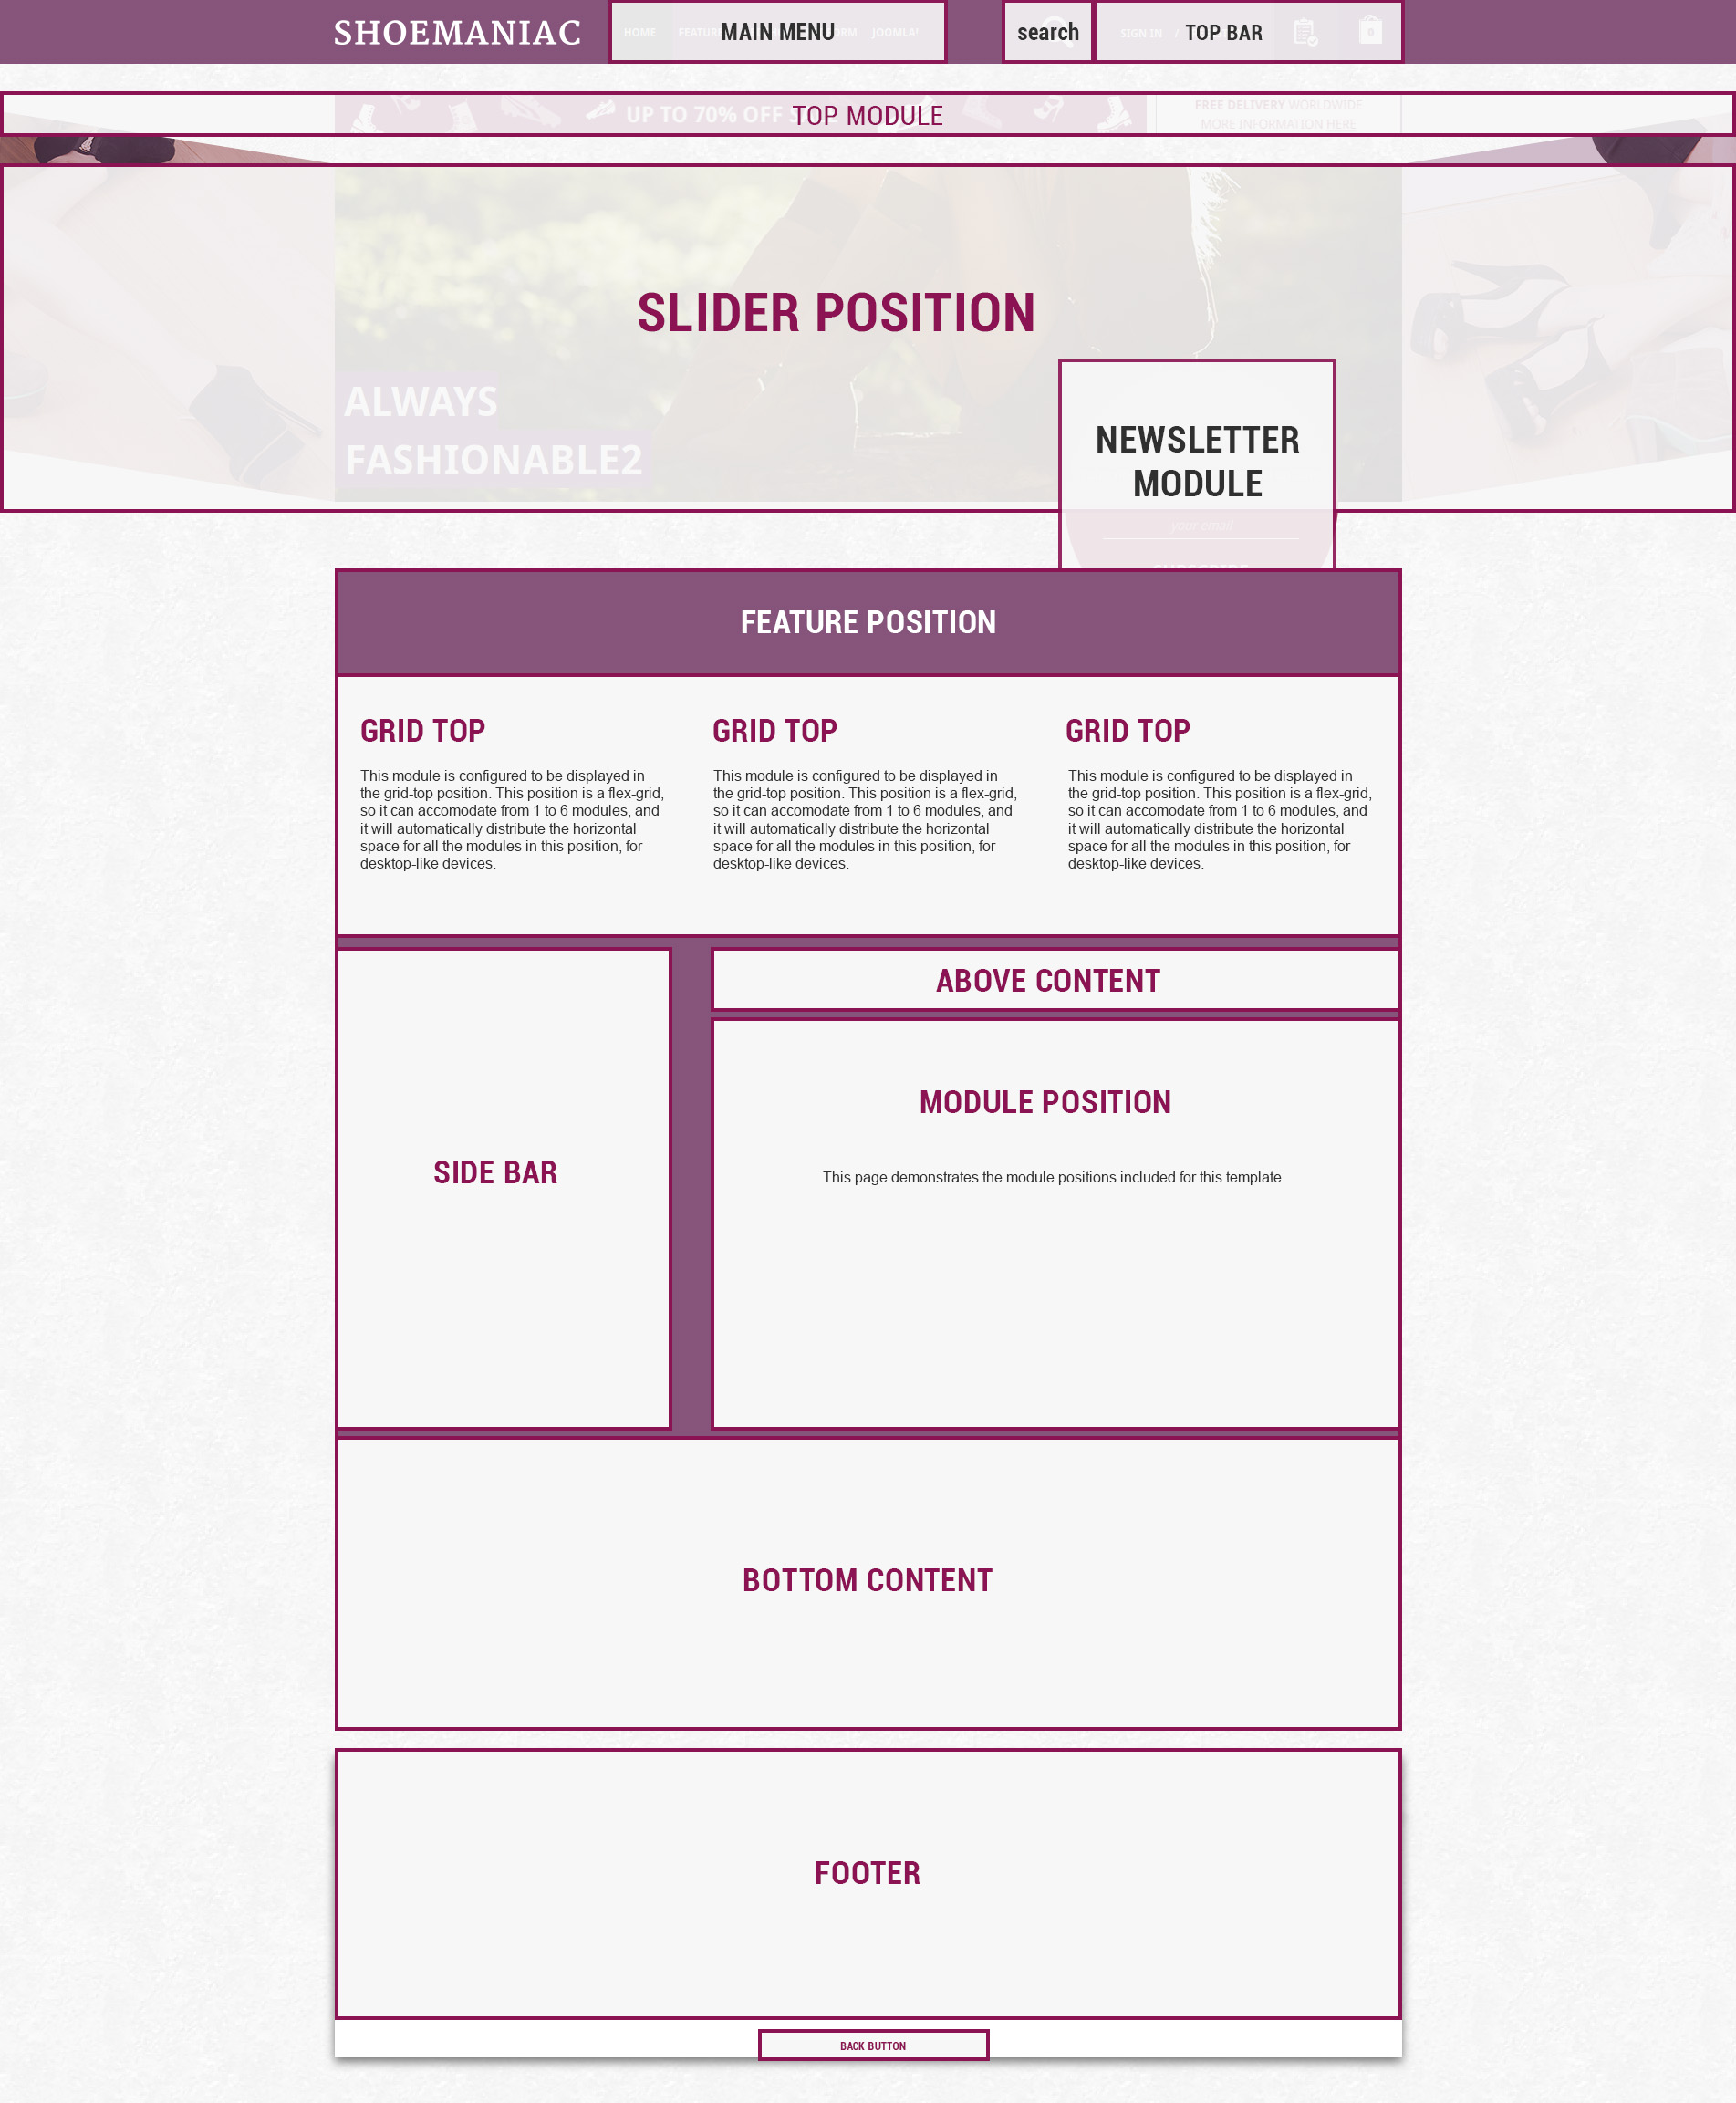 SHOEMANIAC
HOME
MAIN MENU
JOOMLA!
search
SIGN IN /
TOP BAR
0
UP TO 70% OFF
TOP MODULE
FREE DELIVERY WORLDWIDE
MORE INFORMATION HERE
SLIDER POSITION
ALWAYS
FASHIONABLE2
NEWSLETTER
MODULE
your email
FEATURE POSITION
GRID TOP
This module is configured to be displayed in
the grid-top position. This position is a flex-grid,
so it can accomodate from 1 to 6 modules, and
it will automatically distribute the horizontal
space for all the modules in this position, for
desktop-like devices.
GRID TOP
This module is configured to be displayed in
the grid-top position. This position is a flex-grid,
so it can accomodate from 1 to 6 modules, and
it will automatically distribute the horizontal
space for all the modules in this position, for
desktop-like devices.
GRID TOP
This module is configured to be displayed in
the grid-top position. This position is a flex-grid,
so it can accomodate from 1 to 6 modules, and
it will automatically distribute the horizontal
space for all the modules in this position, for
desktop-like devices.
SIDE BAR
ABOVE CONTENT
MODULE POSITION
This page demonstrates the module positions included for this template
BOTTOM CONTENT
FOOTER
BACK BUTTON